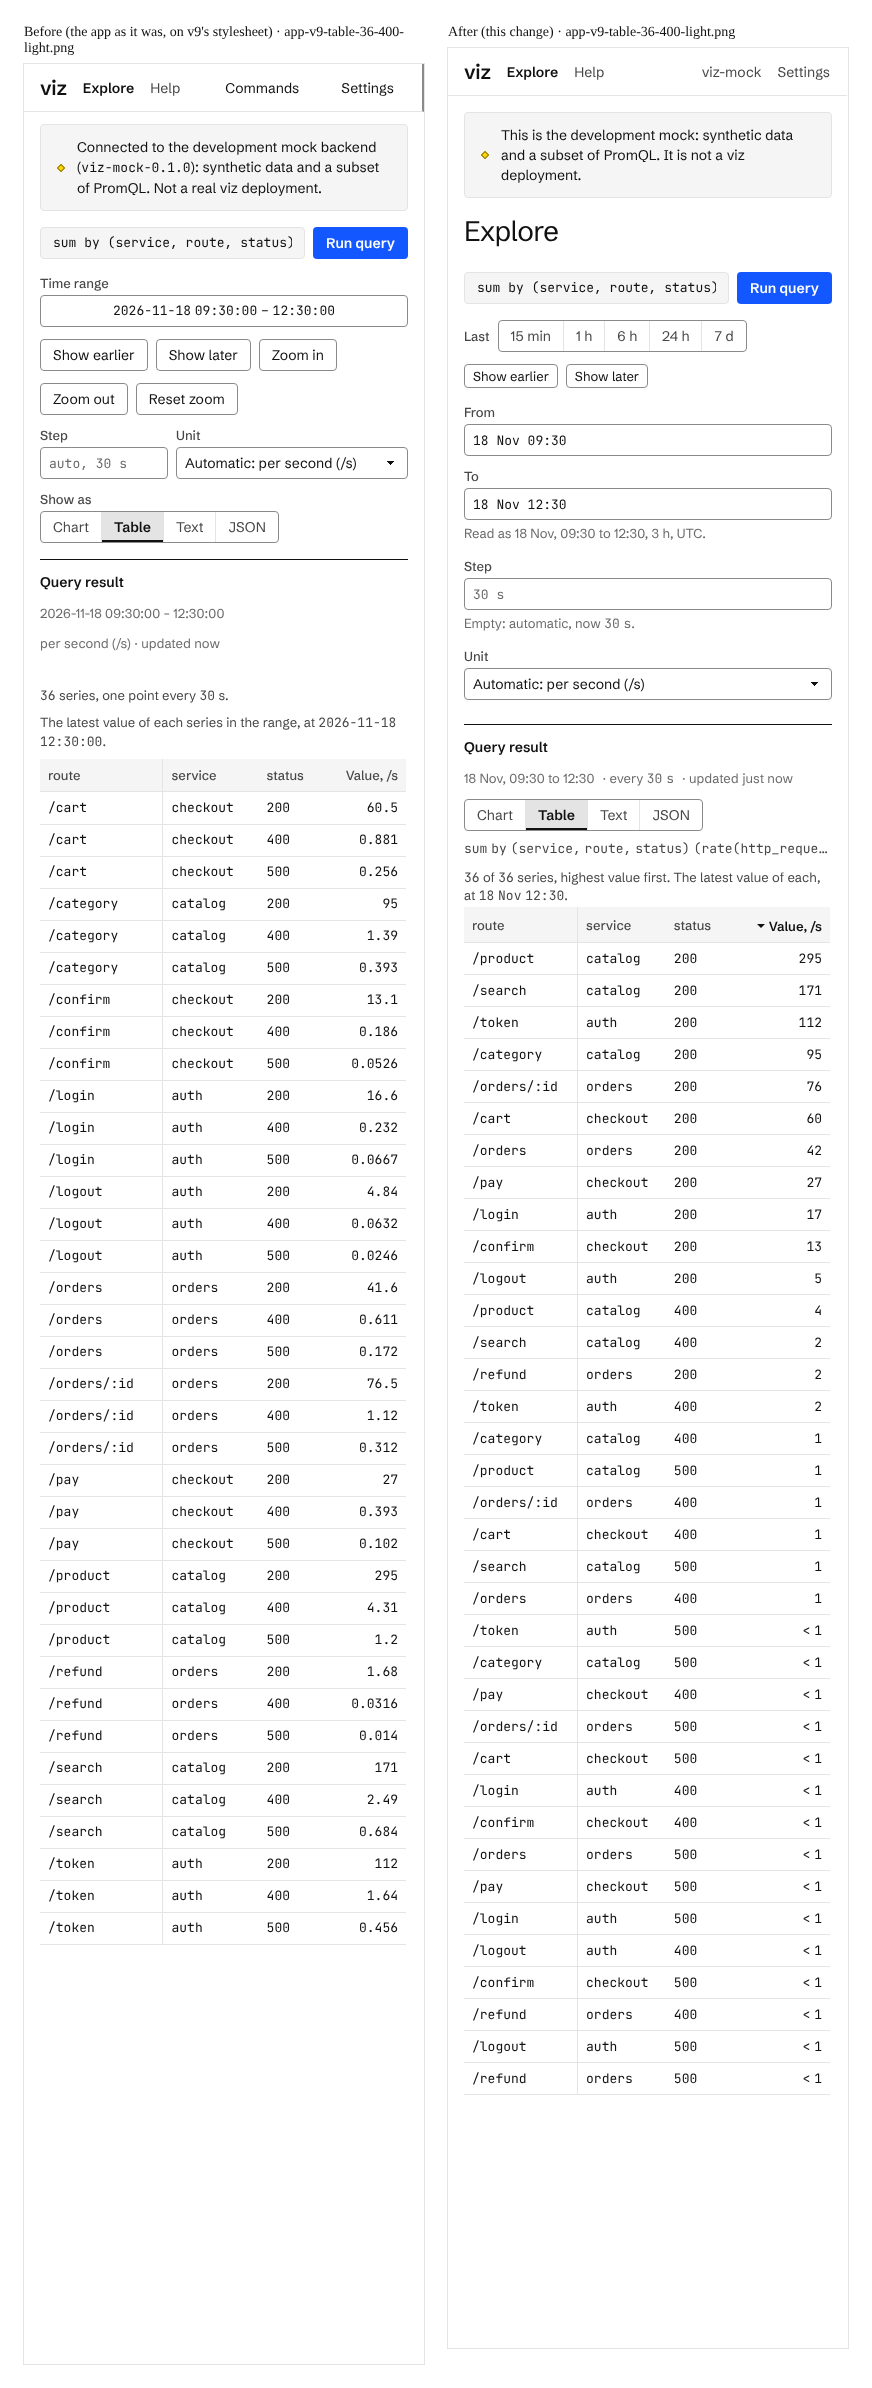 Before (the app as it was, on v9's stylesheet) · app-v9-table-36-400-
light.png
viz Explore Help Commands Settings
Connected to the development mock backend
(viz-mock-0.1.0): synthetic data and a subset
of PromQL. Not a real viz deployment.
sum by (service, route, status) Run query
Time range
2026-11-18 09:30:00 – 12:30:00
Show earlier Show later Zoom in
Zoom out Reset zoom
Step Unit
auto, 30 s Automatic: per second (/s)
Show as
Chart Table Text JSON
Query result
2026-11-18 09:30:00 – 12:30:00
per second (/s) · updated now
36 series, one point every 30 s.
The latest value of each series in the range, at 2026-11-18
12:30:00.
route service status Value, /s
/cart checkout 200 60.5
/cart checkout 400 0.881
/cart checkout 500 0.256
/category catalog 200 95
/category catalog 400 1.39
/category catalog 500 0.393
/confirm checkout 200 13.1
/confirm checkout 400 0.186
/confirm checkout 500 0.0526
/login auth 200 16.6
/login auth 400 0.232
/login auth 500 0.0667
/logout auth 200 4.84
/logout auth 400 0.0632
/logout auth 500 0.0246
/orders orders 200 41.6
/orders orders 400 0.611
/orders orders 500 0.172
/orders/:id orders 200 76.5
/orders/:id orders 400 1.12
/orders/:id orders 500 0.312
/pay checkout 200 27
/pay checkout 400 0.393
/pay checkout 500 0.102
/product catalog 200 295
/product catalog 400 4.31
/product catalog 500 1.2
/refund orders 200 1.68
/refund orders 400 0.0316
/refund orders 500 0.014
/search catalog 200 171
/search catalog 400 2.49
/search catalog 500 0.684
/token auth 200 112
/token auth 400 1.64
/token auth 500 0.456
After (this change) · app-v9-table-36-400-light.png
viz Explore Help viz-mock Settings
This is the development mock: synthetic data
and a subset of PromQL. It is not a viz
deployment.
Explore
sum by (service, route, status) Run query
Last 15 min 1 h 6 h 24 h 7 d
Show earlier Show later
From
18 Nov 09:30
To
18 Nov 12:30
Read as 18 Nov, 09:30 to 12:30, 3 h, UTC.
Step
30 s
Empty: automatic, now 30 s.
Unit
Automatic: per second (/s)
Query result
18 Nov, 09:30 to 12:30 · every 30 s · updated just now
Chart Table Text JSON
sum by (service, route, status) (rate(http_reque…
36 of 36 series, highest value first. The latest value of each,
at 18 Nov 12:30.
route service status Value, /s
/product catalog 200 295
/search catalog 200 171
/token auth 200 112
/category catalog 200 95
/orders/:id orders 200 76
/cart checkout 200 60
/orders orders 200 42
/pay checkout 200 27
/login auth 200 17
/confirm checkout 200 13
/logout auth 200 5
/product catalog 400 4
/search catalog 400 2
/refund orders 200 2
/token auth 400 2
/category catalog 400 1
/product catalog 500 1
/orders/:id orders 400 1
/cart checkout 400 1
/search catalog 500 1
/orders orders 400 1
/token auth 500 < 1
/category catalog 500 < 1
/pay checkout 400 < 1
/orders/:id orders 500 < 1
/cart checkout 500 < 1
/login auth 400 < 1
/confirm checkout 400 < 1
/orders orders 500 < 1
/pay checkout 500 < 1
/login auth 500 < 1
/logout auth 400 < 1
/confirm checkout 500 < 1
/refund orders 400 < 1
/logout auth 500 < 1
/refund orders 500 < 1